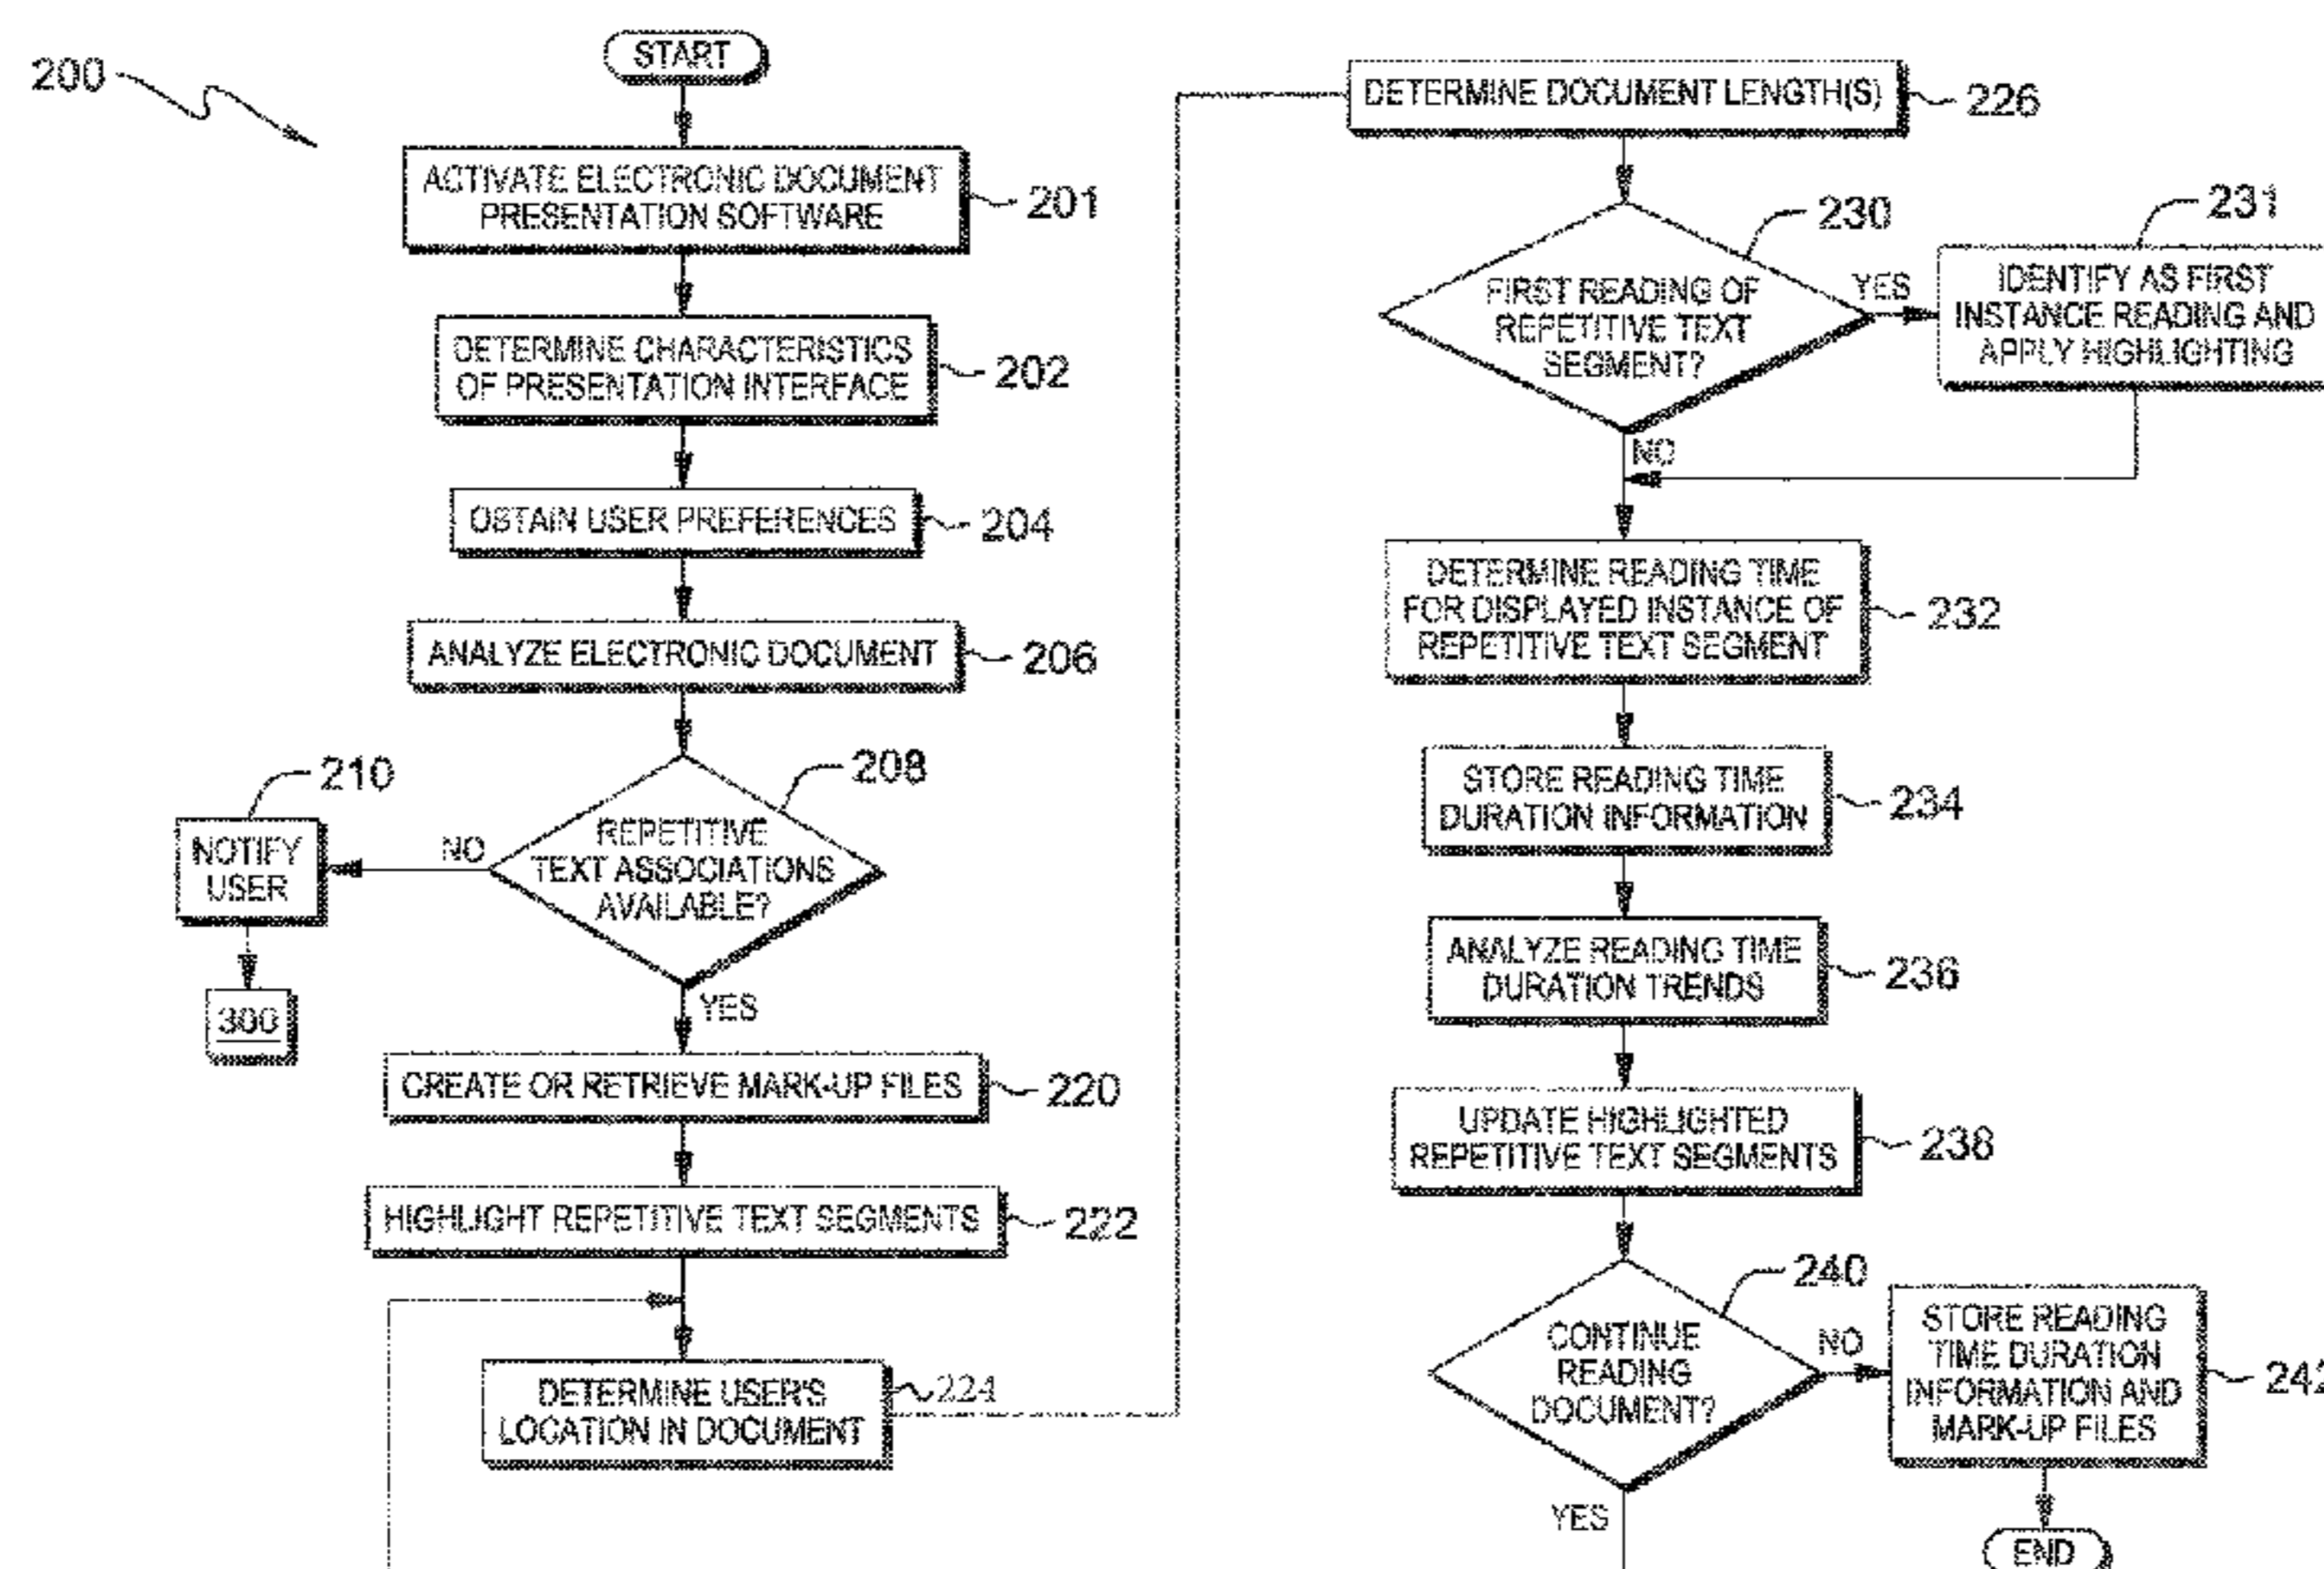 200
START
ACTIVATE ELECTRONIC DOCUMENT
PRESENTATION SOFTWARE
201
DETERMINE CHARACTERISTICS
OF PRESENTATION INTERFACE
202
OBTAIN USER PREFERENCES
204
ANALYZE ELECTRONIC DOCUMENT
206
REPETITIVE
TEXT ASSOCIATIONS
AVAILABLE?
208
NO
210
NOTIFY
USER
300
YES
CREATE OR RETRIEVE MARK-UP FILES
220
HIGHLIGHT REPETITIVE TEXT SEGMENTS
222
DETERMINE USER'S
LOCATION IN DOCUMENT
224
DETERMINE DOCUMENT LENGTH(S)
226
FIRST READING OF
REPETITIVE TEXT
SEGMENT?
230
YES
231
IDENTIFY AS FIRST
INSTANCE READING AND
APPLY HIGHLIGHTING
NO
DETERMINE READING TIME
FOR DISPLAYED INSTANCE OF
REPETITIVE TEXT SEGMENT
232
STORE READING TIME
DURATION INFORMATION
234
ANALYZE READING TIME
DURATION TRENDS
236
UPDATE HIGHLIGHTED
REPETITIVE TEXT SEGMENTS
238
CONTINUE
READING
DOCUMENT?
240
NO
STORE READING
TIME DURATION
INFORMATION AND
MARK-UP FILES
242
YES
END